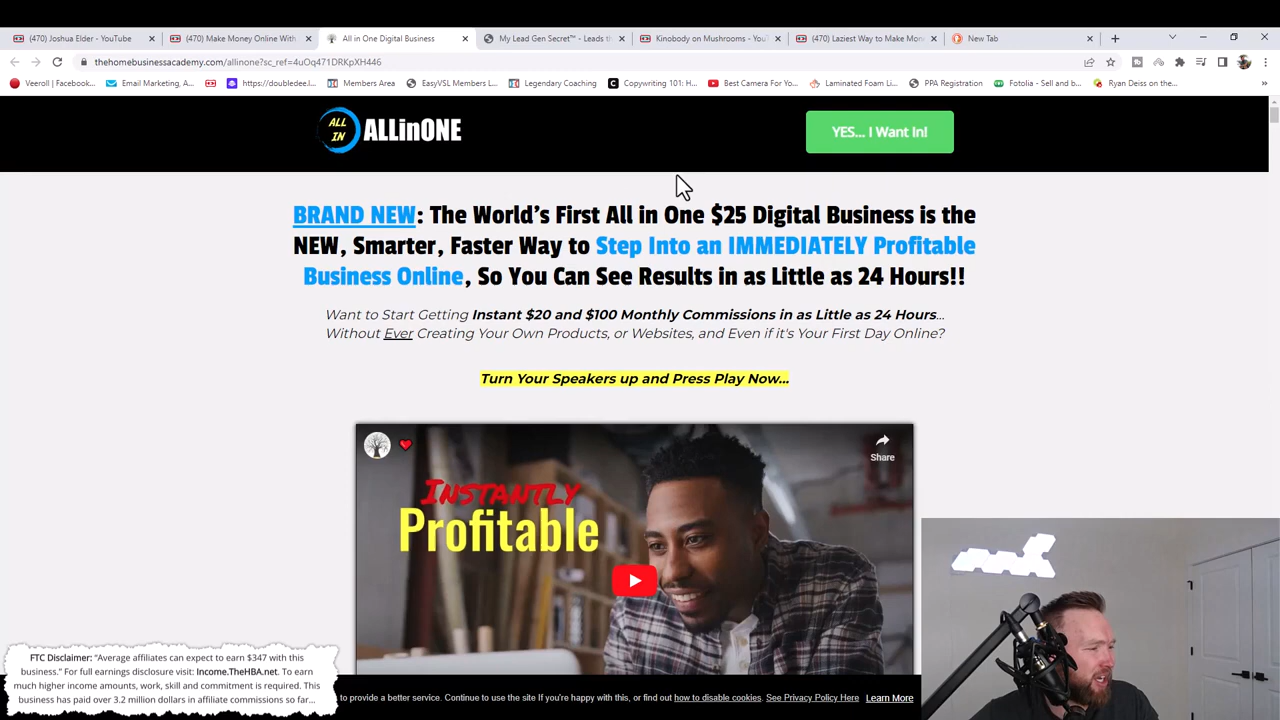 (470) Joshua Elder - YouTube
(470) Make Money Online With
All in One Digital Business
My Lead Gen Secret™ - Leads th
Kinobody on Mushrooms - YouT
(470) Laziest Way to Make Mon
New Tab
thehomebusinessacademy.com/allinone?sc_ref=4uOq471DRKpXH446
Veeroll | Facebook...
Email Marketing, A...
https://doubledee.l...
Members Area
EasyVSL Members L...
Legendary Coaching
Copywriting 101: H...
Best Camera For Yo...
Laminated Foam Li...
PPA Registration
Fotolia - Sell and b...
Ryan Deiss on the...
ALL IN
ALLinONE
YES... I Want In!
BRAND NEW: The World's First All in One $25 Digital Business is the
NEW, Smarter, Faster Way to Step Into an IMMEDIATELY Profitable
Business Online, So You Can See Results in as Little as 24 Hours!!
Want to Start Getting Instant $20 and $100 Monthly Commissions in as Little as 24 Hours...
Without Ever Creating Your Own Products, or Websites, and Even if it's Your First Day Online?
Turn Your Speakers up and Press Play Now...
Share
INSTANTLY
Profitable
FTC Disclaimer: "Average affiliates can expect to earn $347 with this
business." For full earnings disclosure visit: Income.TheHBA.net. To earn
much higher income amounts, work, skill and commitment is required. This
business has paid over 3.2 million dollars in affiliate commissions so far...
to provide a better service. Continue to use the site If you're happy with this, or find out how to disable cookies. See Privacy Policy Here
Learn More